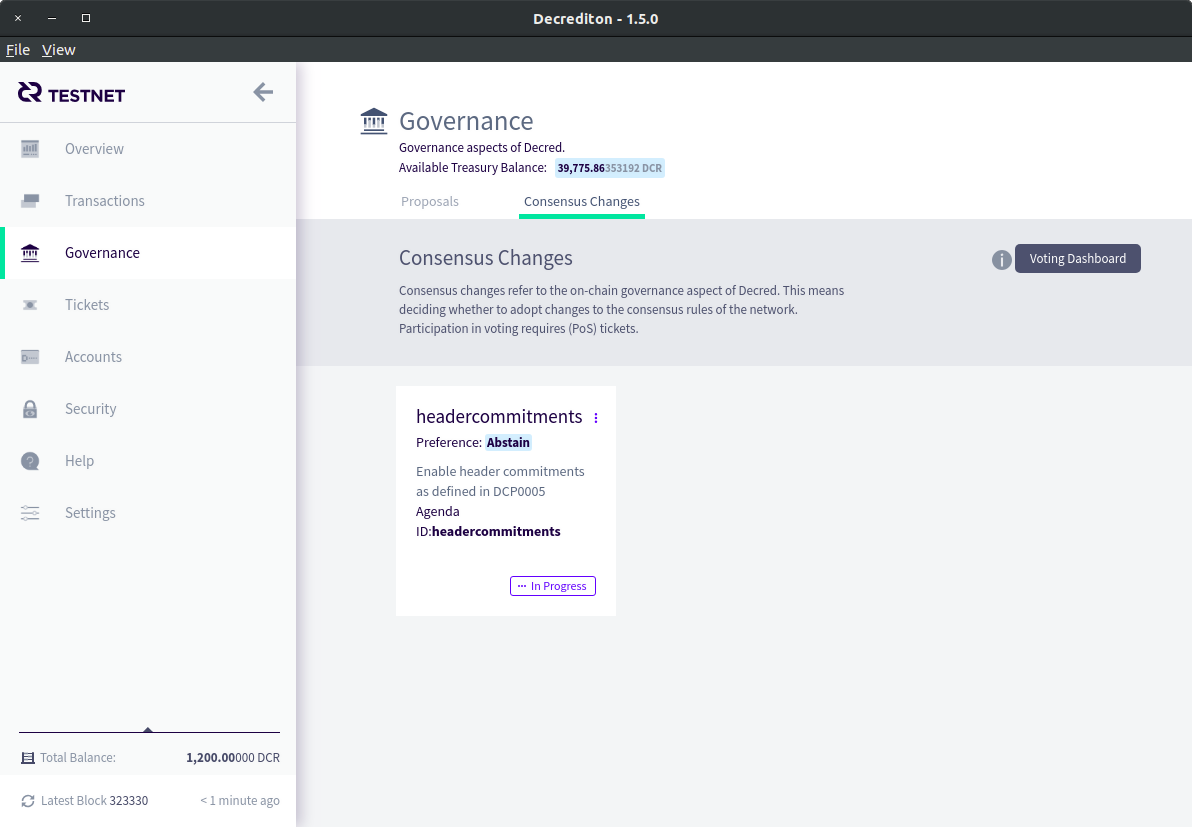 Decrediton - 1.5.0
File View
TESTNET
Overview
Transactions
Governance
Tickets
Accounts
Security
Help
Settings
Total Balance: 1,200.00000 DCR
Latest Block 323330 < 1 minute ago
Governance
Governance aspects of Decred.
Available Treasury Balance: 39,775.86353192 DCR
Proposals Consensus Changes
Consensus Changes
Voting Dashboard
Consensus changes refer to the on-chain governance aspect of Decred. This means
deciding whether to adopt changes to the consensus rules of the network.
Participation in voting requires (PoS) tickets.
headercommitments
Preference: Abstain
Enable header commitments
as defined in DCP0005
Agenda
ID:headercommitments
In Progress